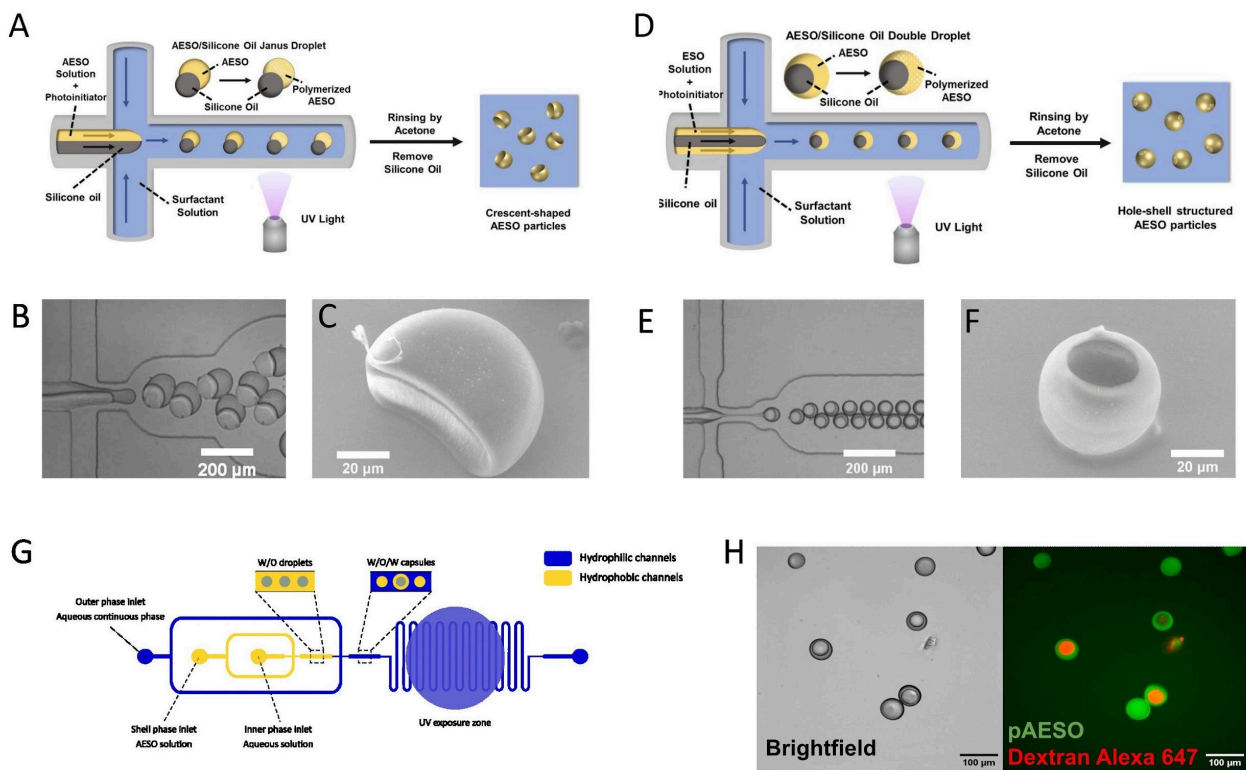 A
AESO/Silicone Oil Janus Droplet
AESO
Solution
+
Photoinitiator
AESO
Silicone Oil
Polymerized
AESO
Silicone oil
Surfactant
Solution
UV Light
Rinsing by
Acetone
Remove
Silicone Oil
Crescent-shaped
AESO particles
D
AESO/Silicone Oil Double Droplet
ESO
Solution
+
Photoinitiator
AESO
Silicone Oil
Polymerized
AESO
Silicone oil
Surfactant
Solution
UV Light
Rinsing by
Acetone
Remove
Silicone Oil
Hole-shell structured
AESO particles
B
200 µm
C
20 µm
E
200 µm
F
20 µm
G
W/O droplets
W/O/W capsules
Hydrophilic channels
Hydrophobic channels
Outer phase inlet
Aqueous continuous phase
Shell phase inlet
AESO solution
Inner phase inlet
Aqueous solution
UV exposure zone
H
Brightfield
100 µm
pAESO
Dextran Alexa 647
100 µm